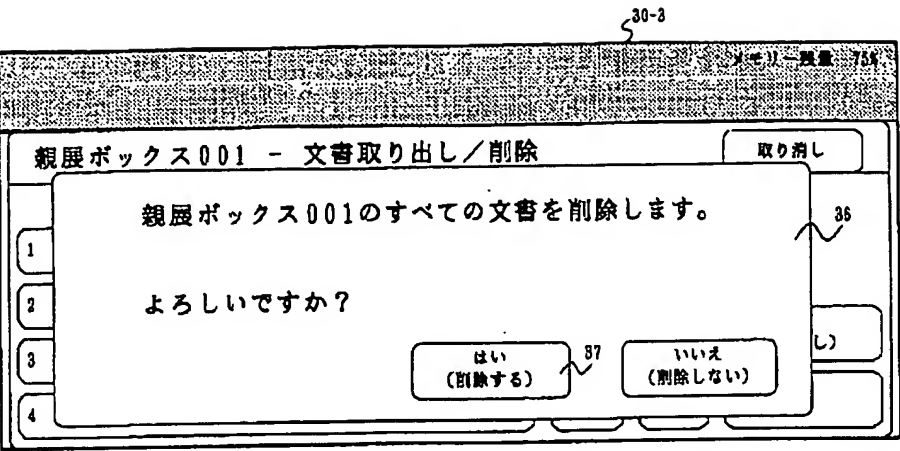 30-3
メモリー残量 75%
親展ボックス001 - 文書取り出し/削除
取り消し
親展ボックス001のすべての文書を削除します。
36
1
2
よろしいですか?
3
し)
はい
(削除する)
37
いいえ
(削除しない)
4